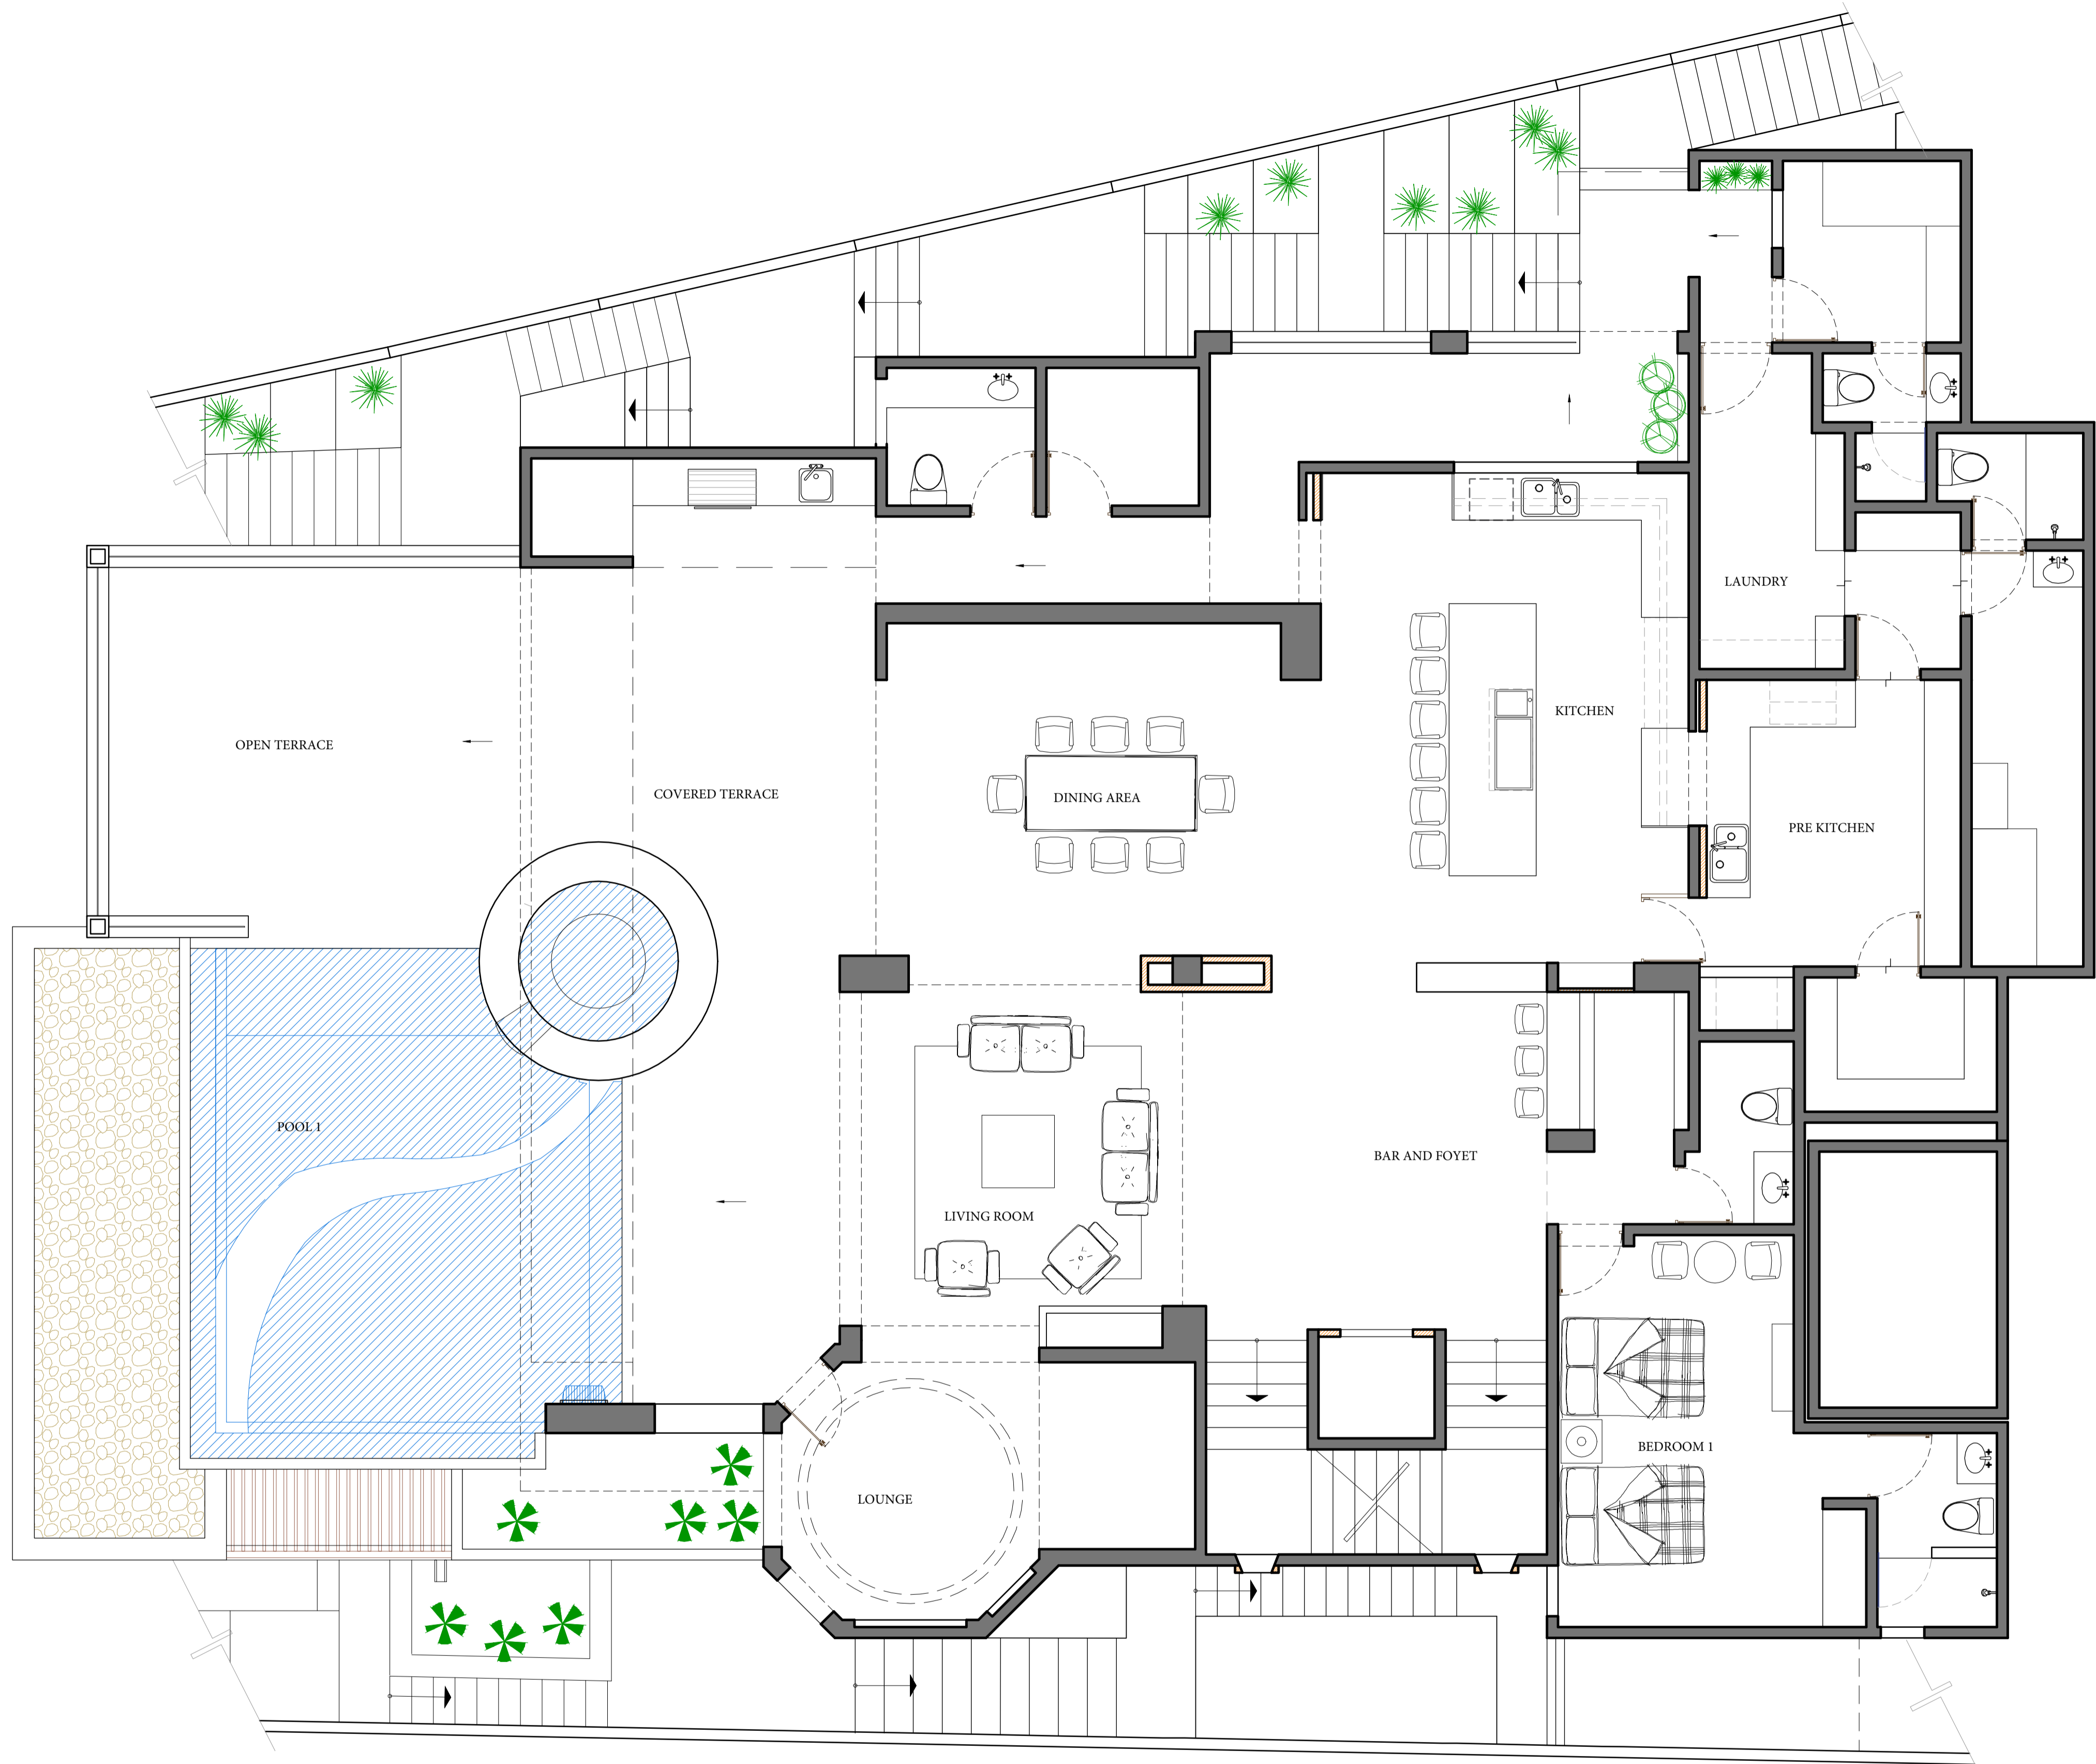 LAUNDRY
KITCHEN
OPEN TERRACE
COVERED TERRACE
DINING AREA
PRE KITCHEN
POOL 1
BAR AND FOYET
LIVING ROOM
BEDROOM 1
LOUNGE